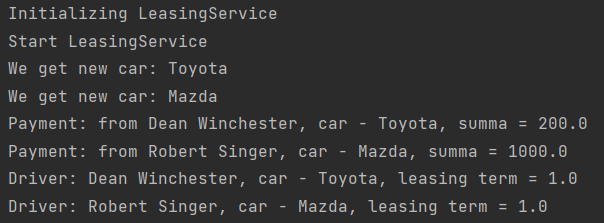 Initializing LeasingService
Start LeasingService
We get new car: Toyota
We get new car: Mazda
Payment: from Dean Winchester, car - Toyota, summa = 200.0
Payment: from Robert Singer, car - Mazda, summa = 1000.0
Driver: Dean Winchester, car - Toyota, leasing term = 1.0
Driver: Robert Singer, car - Mazda, leasing term = 1.0